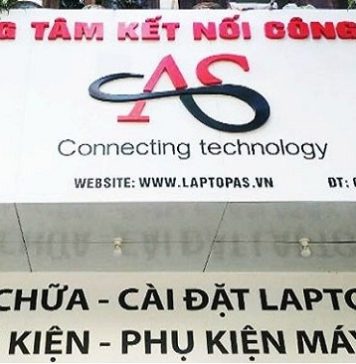 G TÂM KẾT NỐI CÔNG
AS
Connecting technology
WEBSITE: WWW.LAPTOPAS.VN ĐT:
CHỮA - CÀI ĐẶT LAPTO
KIỆN - PHỤ KIỆN MÁY